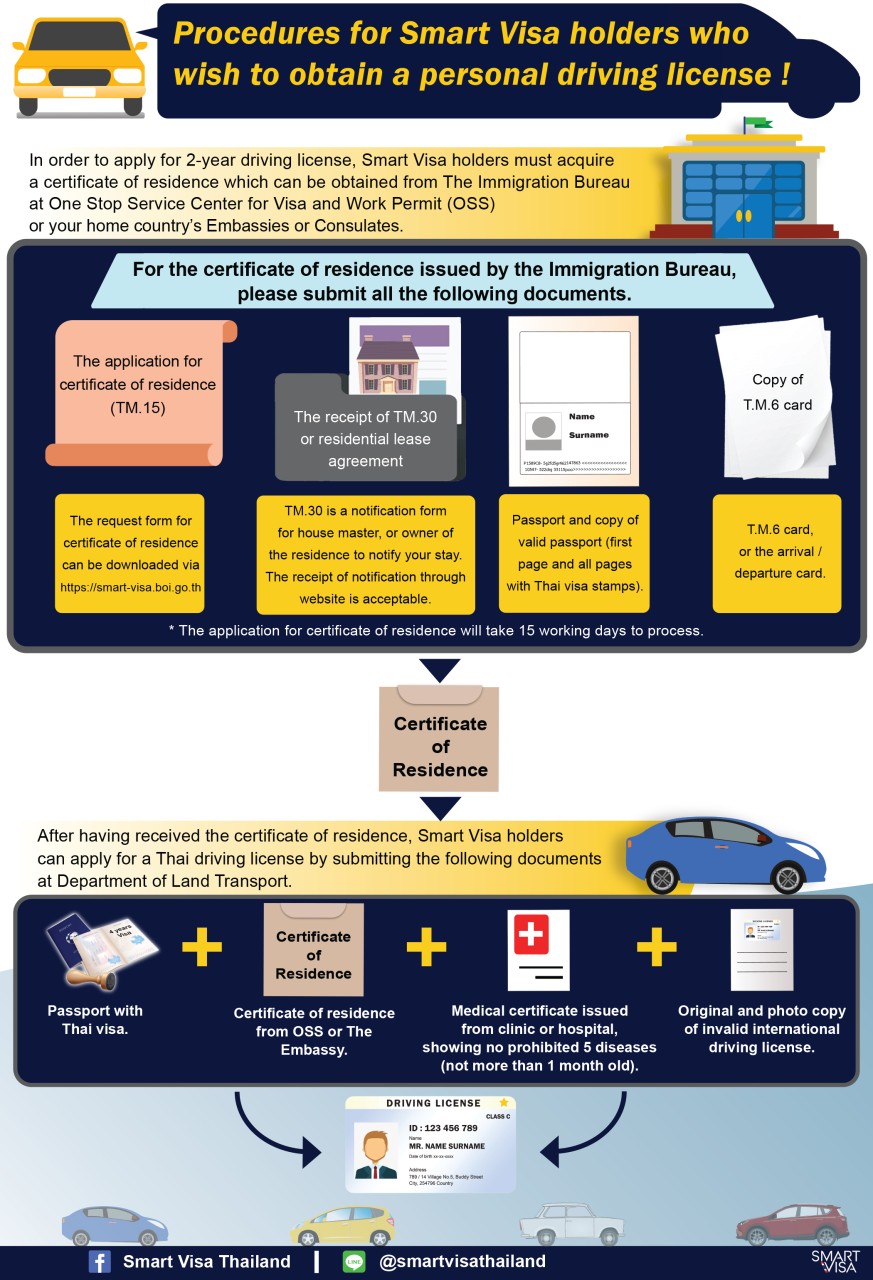 Procedures for Smart Visa holders who
wish to obtain a personal driving license !
In order to apply for 2-year driving license, Smart Visa holders must acquire
a certificate of residence which can be obtained from The Immigration Bureau
at One Stop Service Center for Visa and Work Permit (OSS)
or your home country's Embassies or Consulates.
For the certificate of residence issued by the Immigration Bureau,
please submit all the following documents.
The application for
certificate of residence
(TM.15)
The receipt of TM.30
or residential lease
agreement
Name
Surname
Copy of
T.M.6 card
The request form for
certificate of residence
can be downloaded via
https://smart-visa.boi.go.th
TM.30 is a notification form
for house master, or owner of
the residence to notify your stay.
The receipt of notification through
website is acceptable.
Passport and copy of
valid passport (first
page and all pages
with Thai visa stamps).
T.M.6 card,
or the arrival /
departure card.
* The application for certificate of residence will take 15 working days to process.
Certificate
of
Residence
After having received the certificate of residence, Smart Visa holders
can apply for a Thai driving license by submitting the following documents
at Department of Land Transport.
4 years
Visa
Certificate
of
Residence
Passport with
Thai visa.
Certificate of residence
from OSS or The
Embassy.
Medical certificate issued
from clinic or hospital,
showing no prohibited 5 diseases
(not more than 1 month old).
Original and photo copy
of invalid international
driving license.
DRIVING LICENSE
CLASS C
ID : 123 456 789
Name
MR. NAME SURNAME
Date of birth xx-xx-xxxx
Address
789 / 14 Village No.9, Buddy Street
City, 254796 Country
Smart Visa Thailand
LINE
@smartvisathailand
SMART
VISA